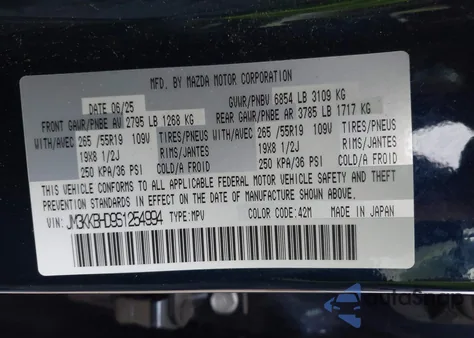 MFD. BY MAZDA MOTOR CORPORATION
DATE 06/25 GVWR/PNBV 6854 LB 3109 KG
FRONT GAWR/PNBE AV 2795 LB 1268 KG REAR GAWR/PNBE AR 3785 LB 1717 KG
WITH/AVEC 265 /55R19 109V TIRES/PNEUS WITH/AVEC 265 /55R19 109V TIRES/PNEUS
19X8 1/2J RIMS/JANTES 19X8 1/2J RIMS/JANTES
250 KPA/36 PSI COLD/A FROID 250 KPA/36 PSI COLD/A FROID
THIS VEHICLE CONFORMS TO ALL APPLICABLE FEDERAL MOTOR VEHICLE SAFETY AND THEFT
PREVENTION STANDARDS IN EFFECT ON THE DATE OF MANUFACTURE SHOWN ABOVE.
JM3KKBHD9S1254994 TYPE:MPV COLOR CODE:42M MADE IN JAPAN
AutoSnap